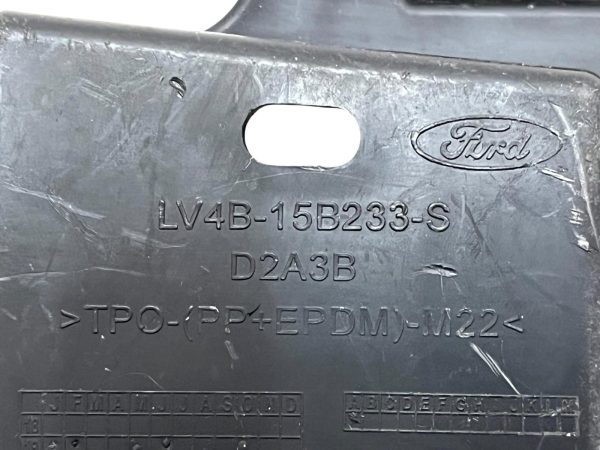 Ford
LV4B-15B233-S
D2A3B
>TPO-(PP+EPDM)-M22<
J F M A M J J A S O N D